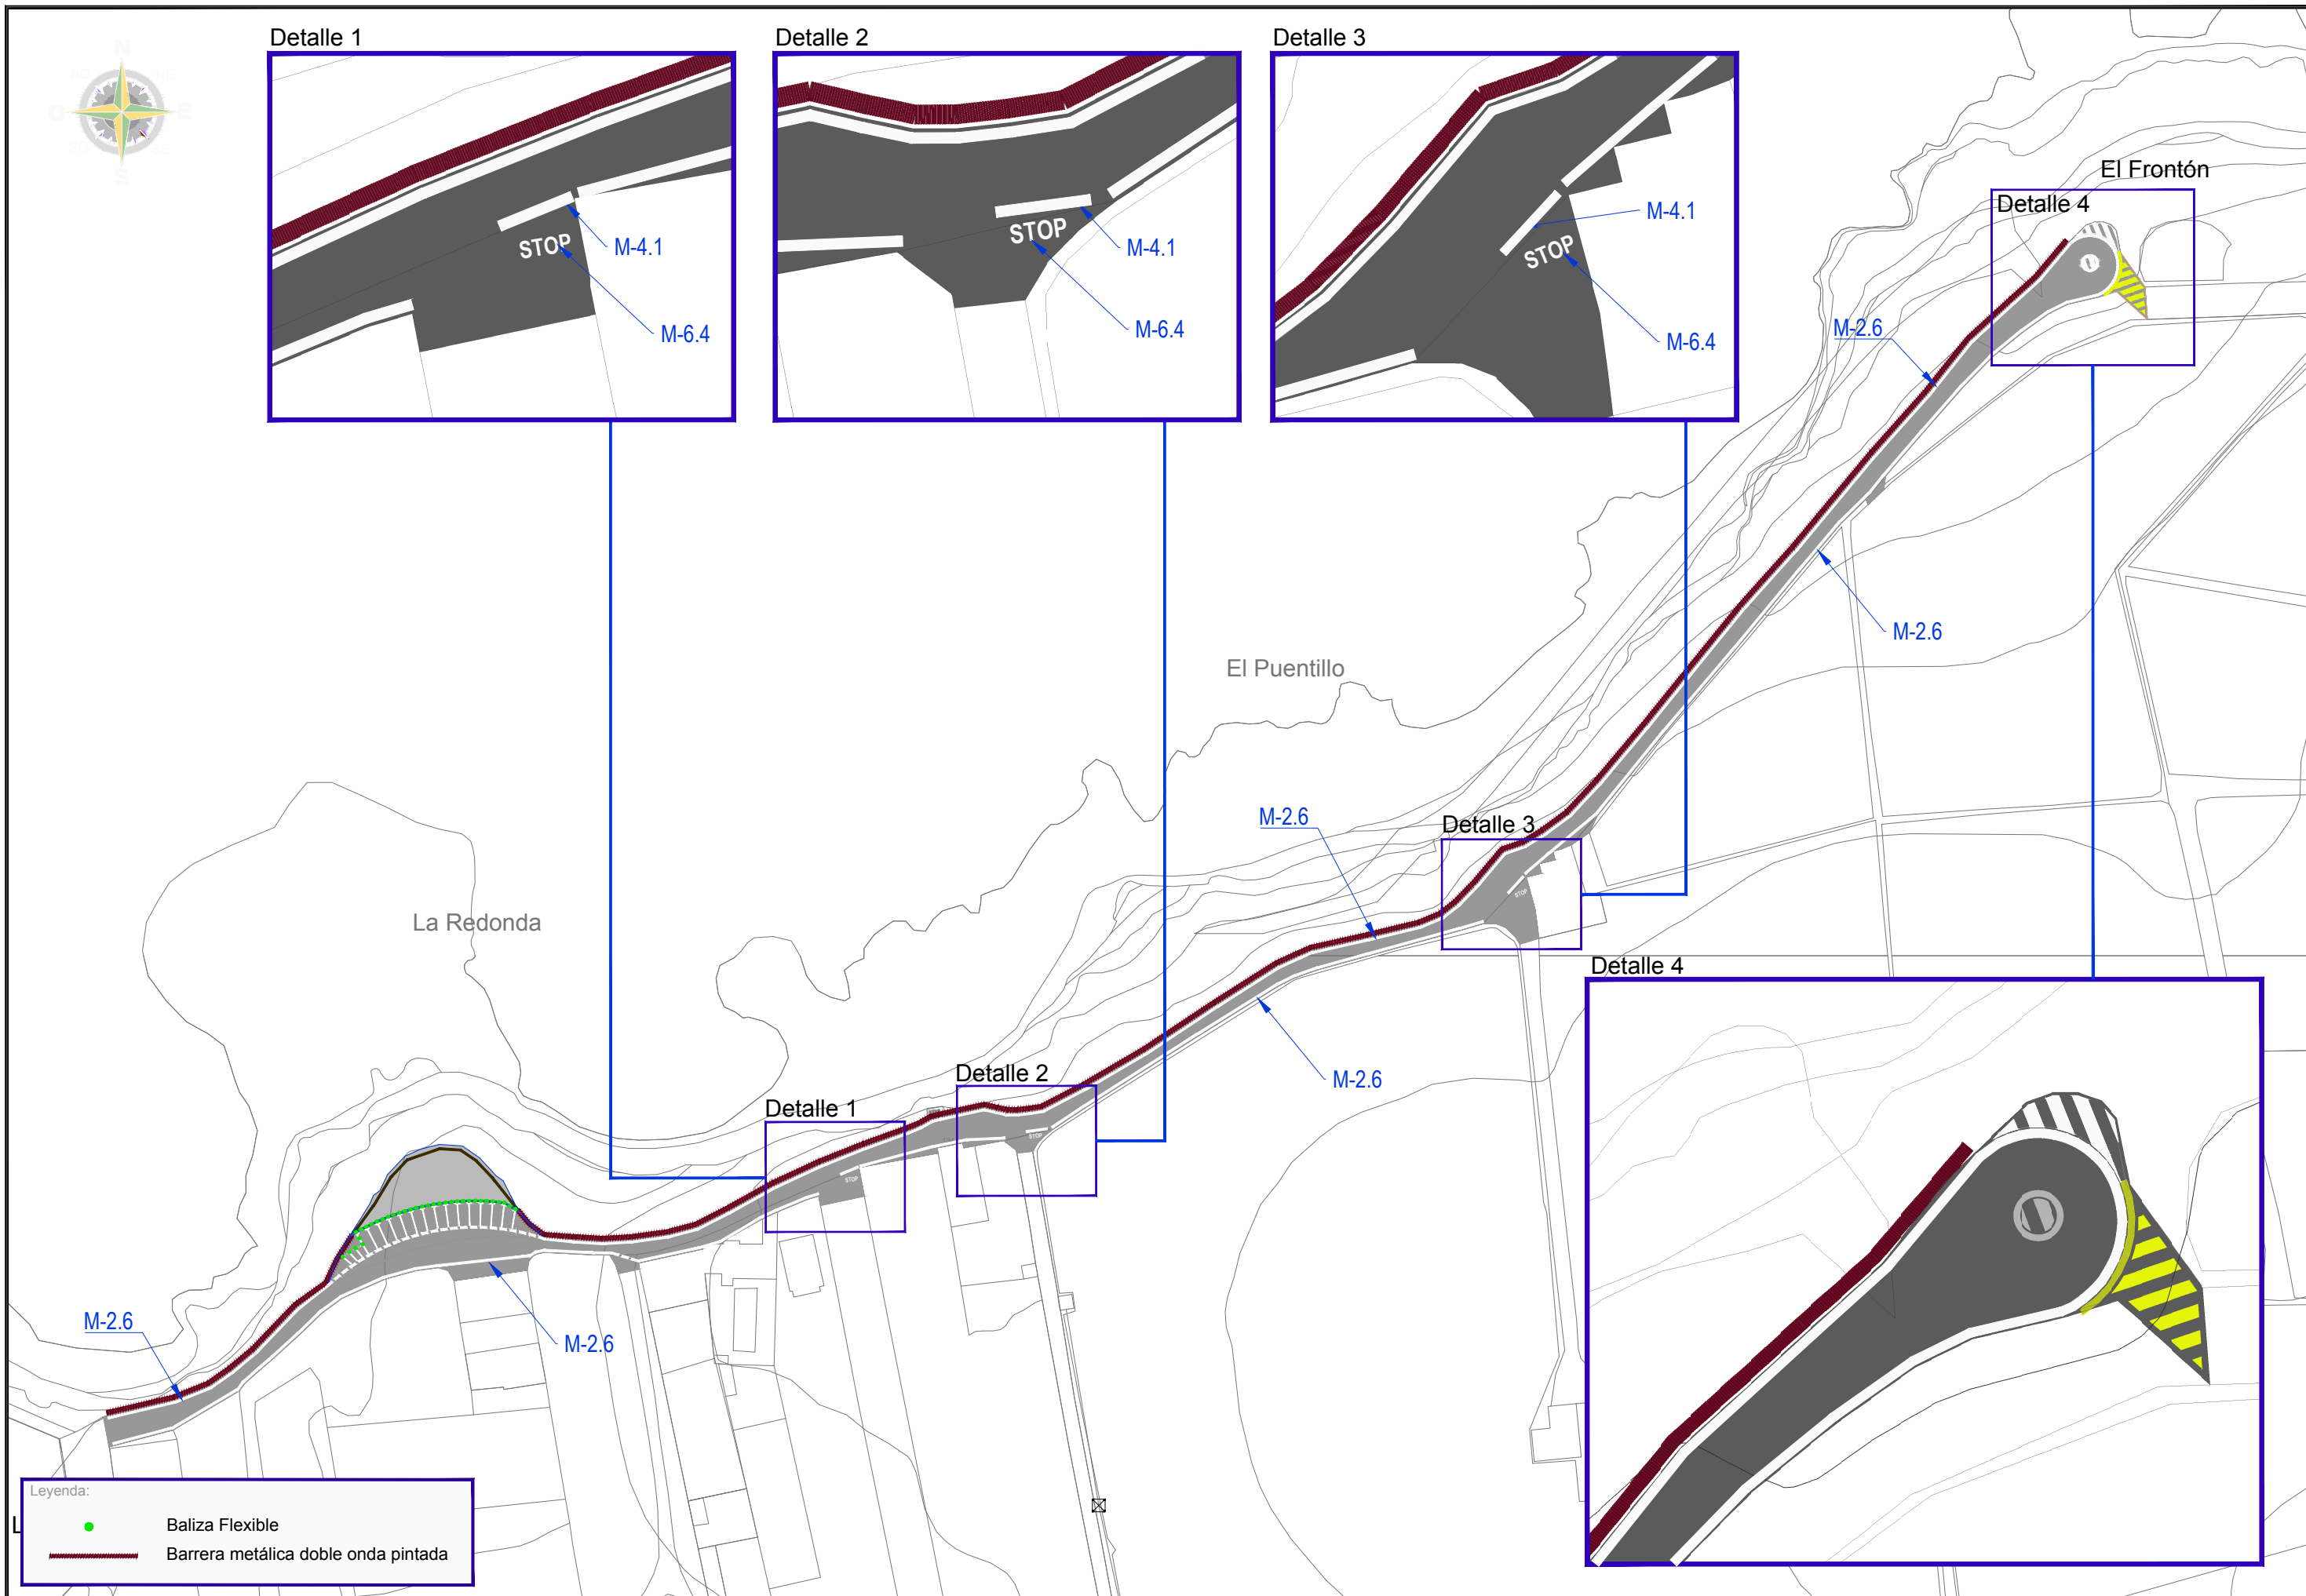 Detalle 1
Detalle 2
Detalle 3
N
O
E
S
STOP
M-4.1
M-6.4
STOP
M-4.1
M-6.4
STOP
M-4.1
M-6.4
El Frontón
Detalle 4
M-2.6
M-2.6
El Puentillo
M-2.6
Detalle 3
STOP
La Redonda
Detalle 4
Detalle 2
STOP
M-2.6
Detalle 1
STOP
M-2.6
M-2.6
Leyenda:
Baliza Flexible
Barrera metálica doble onda pintada